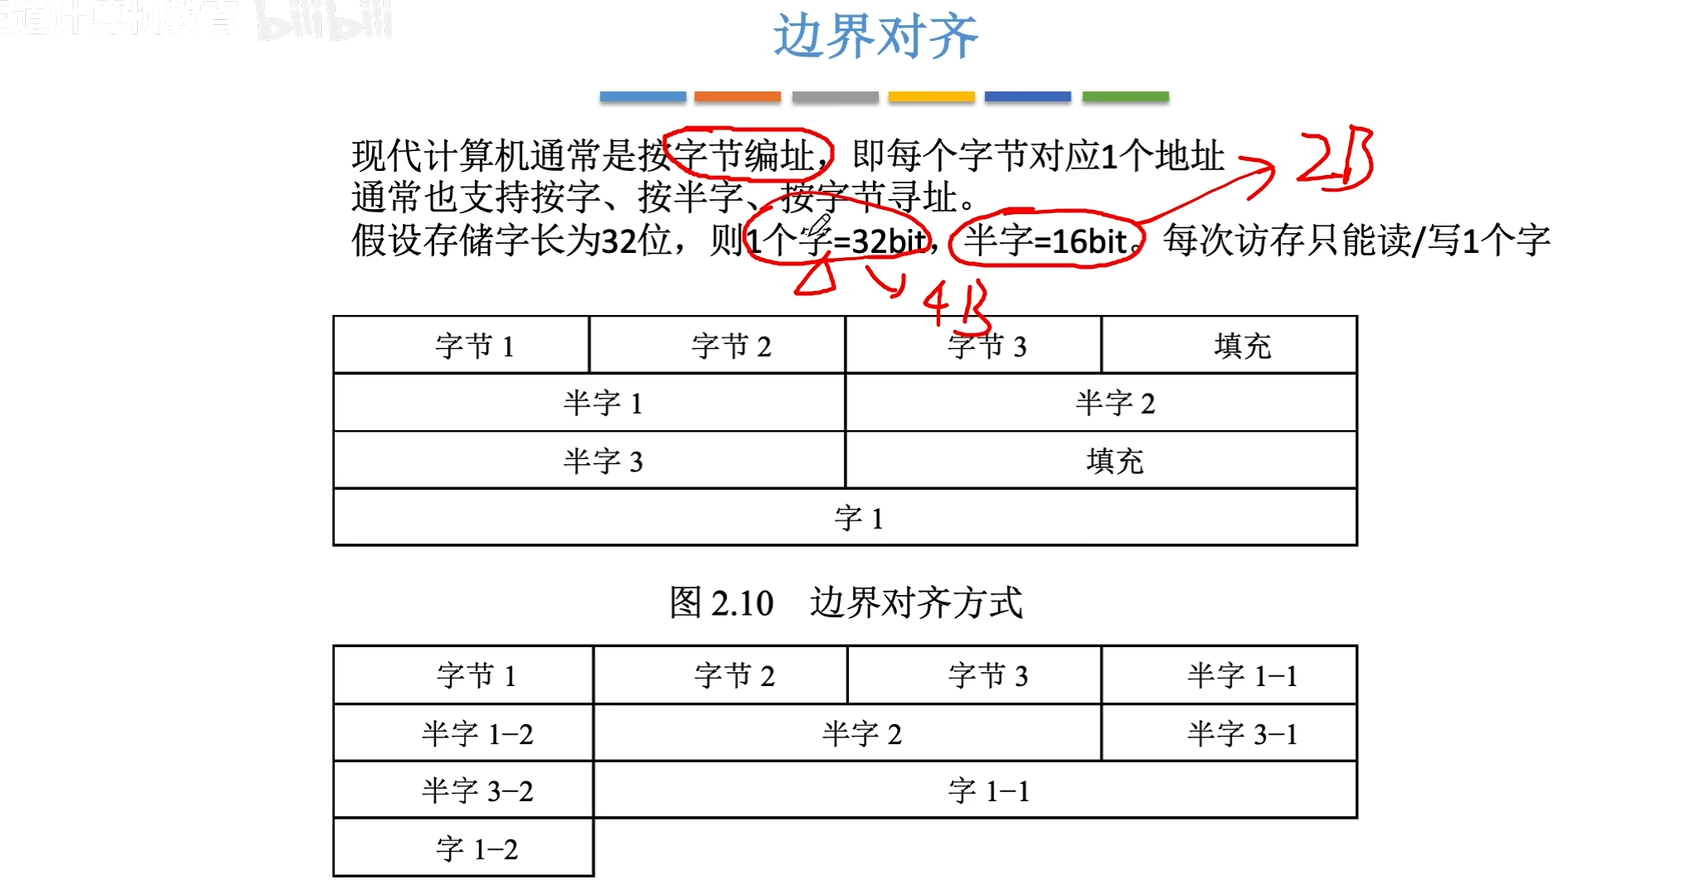 道计算机教育 bilibili
边界对齐
现代计算机通常是按字节编址，即每个字节对应1个地址
2B
通常也支持按字、按半字、按字节寻址。
假设存储字长为32位，则1个字=32bit，半字=16bit。每次访存只能读/写1个字
4B
字节 1 字节 2 字节 3 填充
半字 1 半字 2
半字 3 填充
字 1
图 2.10 边界对齐方式
字节 1 字节 2 字节 3 半字 1−1
半字 1−2 半字 2 半字 3−1
半字 3−2 字 1−1
字 1−2